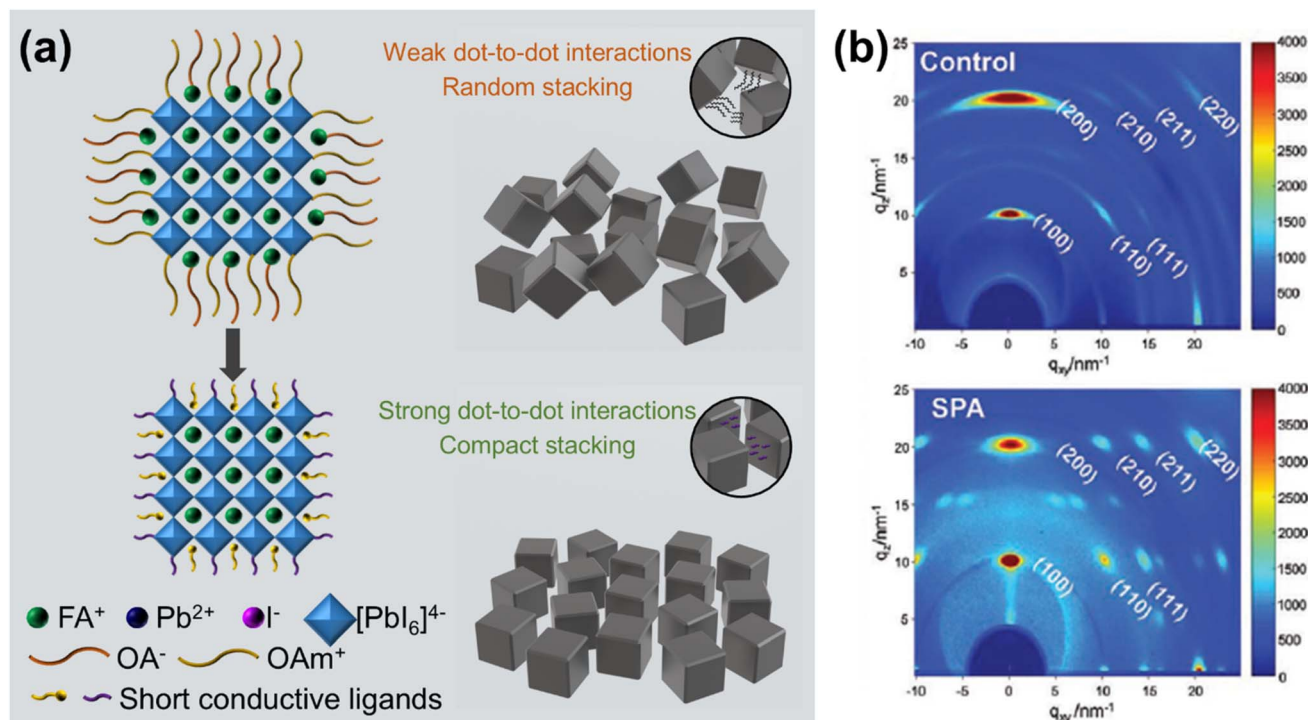 (a)
Weak dot-to-dot interactions
Random stacking
Strong dot-to-dot interactions
Compact stacking
FA⁺ Pb²⁺ I⁻ [PbI₆]⁴⁻
OA⁻ OAm⁺
Short conductive ligands
(b)
Control
25
20
15
10
5
qz/nm⁻¹
(200) (210) (211) (220)
(100) (110) (111)
-10 -5 0 5 10 15 20
qxy/nm⁻¹
4000
3500
3000
2500
2000
1500
1000
500
0
SPA
25
20
15
10
5
qz/nm⁻¹
(200) (210) (211) (220)
(100) (110) (111)
-10 -5 0 5 10 15 20
qxy/nm⁻¹
4000
3500
3000
2500
2000
1500
1000
500
0